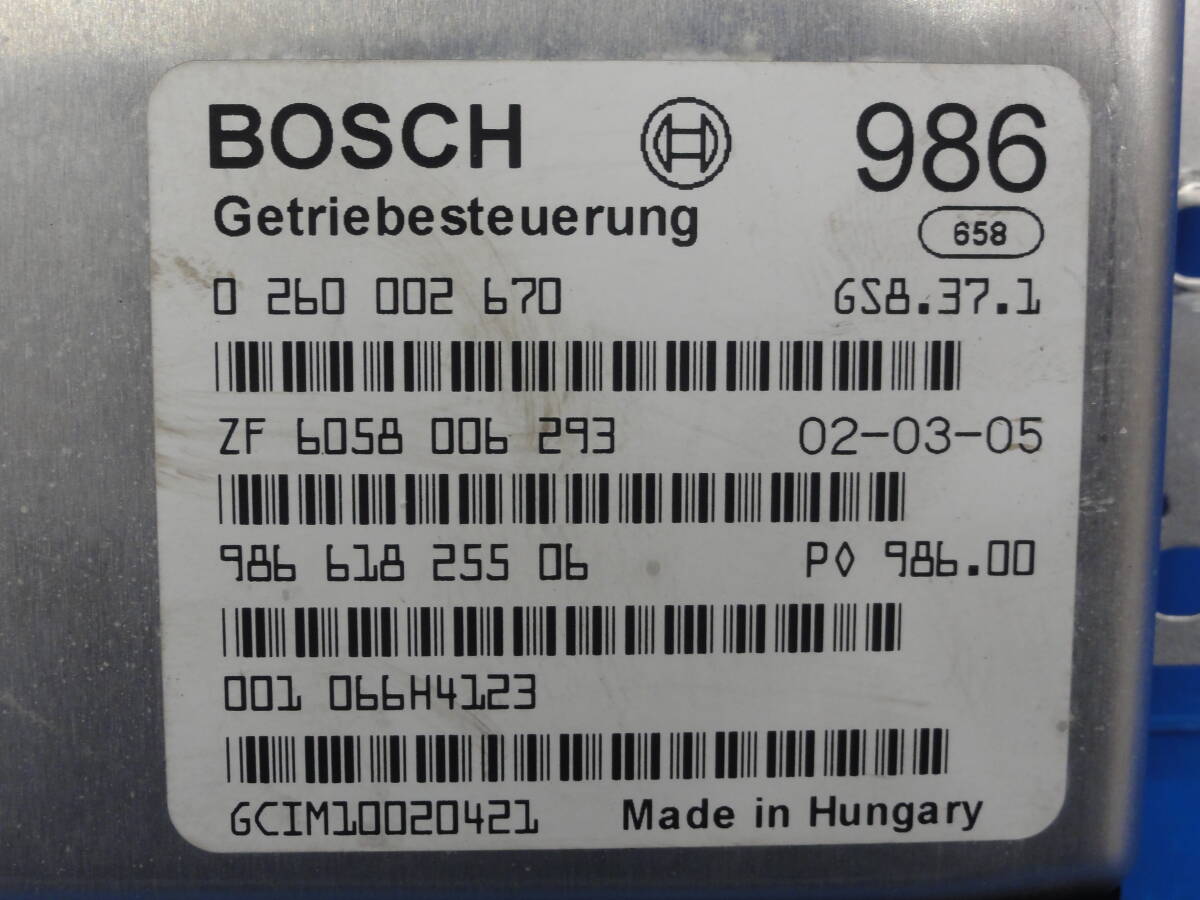 BOSCH 986
Getriebesteuerung 658
0 260 002 670 GS8.37.1
ZF 6058 006 293 02-03-05
986 618 255 06 P◊ 986.00
001 066H4123
GCIM10020421 Made in Hungary